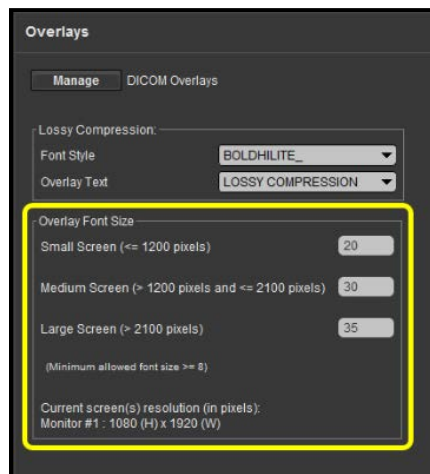 Overlays
Manage DICOM Overlays
Lossy Compression:
Font Style BOLDHILITE_
Overlay Text LOSSY COMPRESSION
Overlay Font Size
Small Screen (<= 1200 pixels) 20
Medium Screen (> 1200 pixels and <= 2100 pixels) 30
Large Screen (> 2100 pixels) 35
(Minimum allowed font size >= 8)
Current screen(s) resolution (in pixels):
Monitor #1 : 1080 (H) x 1920 (W)